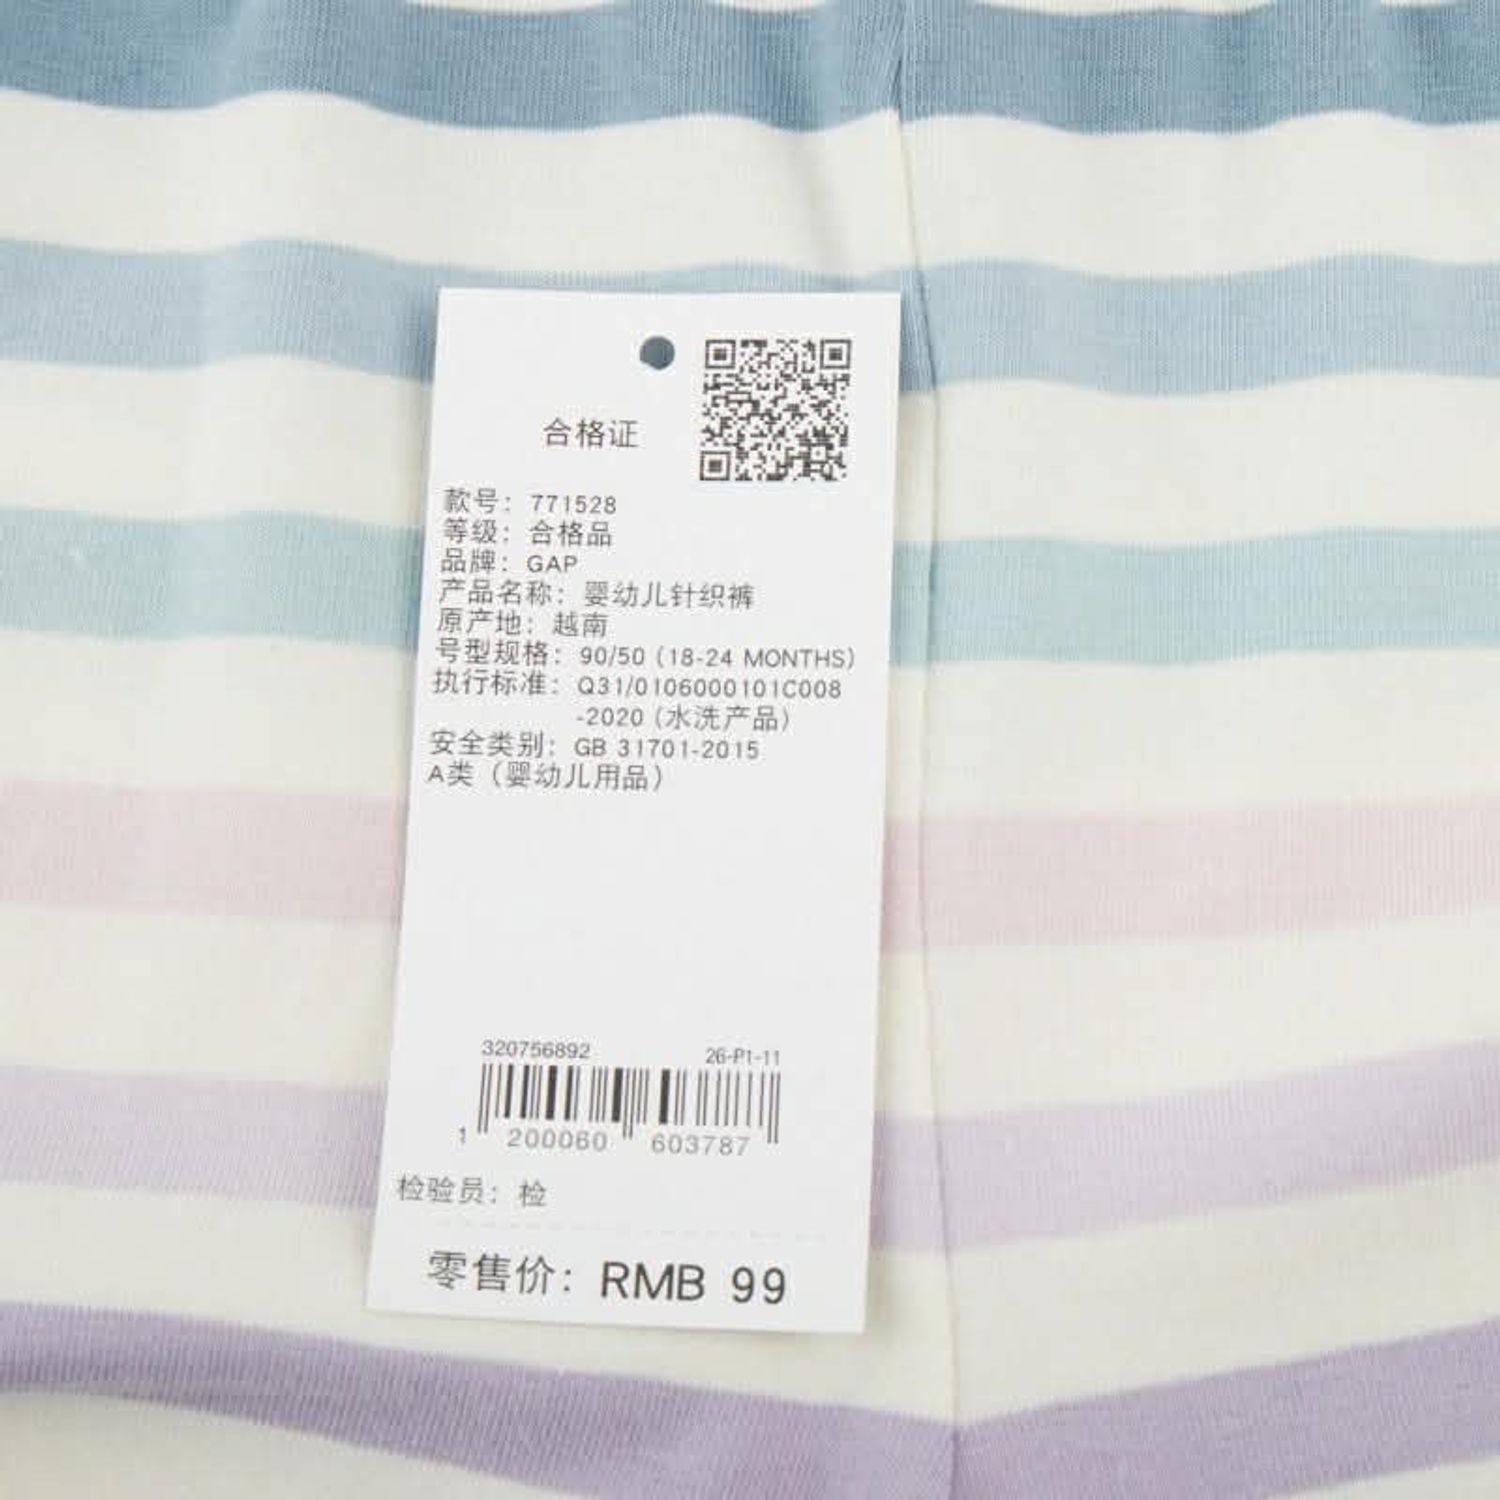 合格证
款号：771528
等级：合格品
品牌：GAP
产品名称：婴幼儿针织裤
原产地：越南
号型规格：90/50 (18-24 MONTHS)
执行标准：Q31/0106000101C008
-2020 (水洗产品)
安全类别：GB 31701-2015
A类（婴幼儿用品）
320756892 26-P1-11
1 200060 603787
检验员：检
零售价：RMB 99